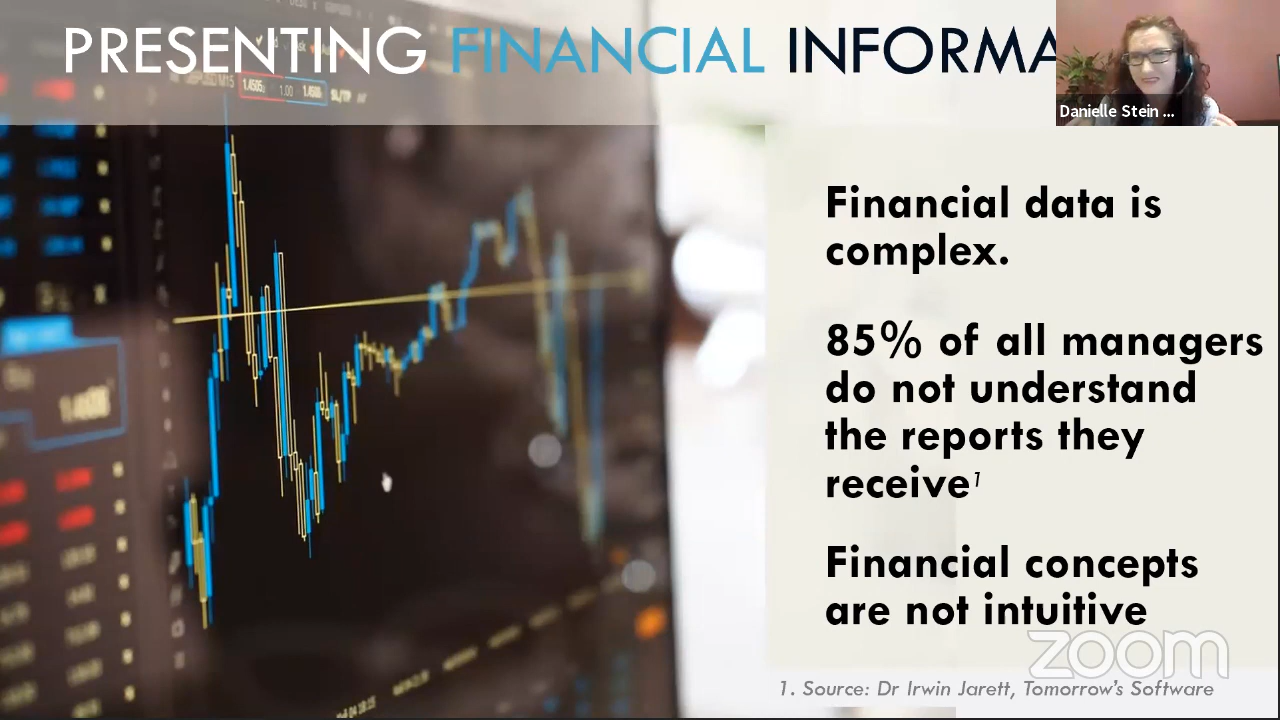 PRESENTING FINANCIAL INFORMA
Danielle Stein ...
Financial data is
complex.
85% of all managers
do not understand
the reports they
receive1
Financial concepts
are not intuitive
zoom
1. Source: Dr Irwin Jarett, Tomorrow's Software